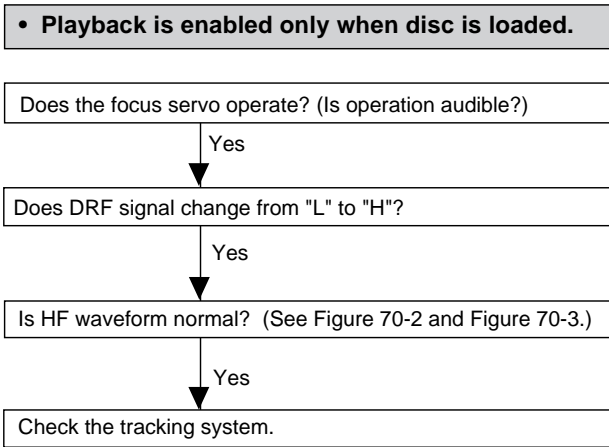 • Playback is enabled only when disc is loaded.
Does the focus servo operate? (Is operation audible?)
Yes
Does DRF signal change from "L" to "H"?
Yes
Is HF waveform normal? (See Figure 70-2 and Figure 70-3.)
Yes
Check the tracking system.